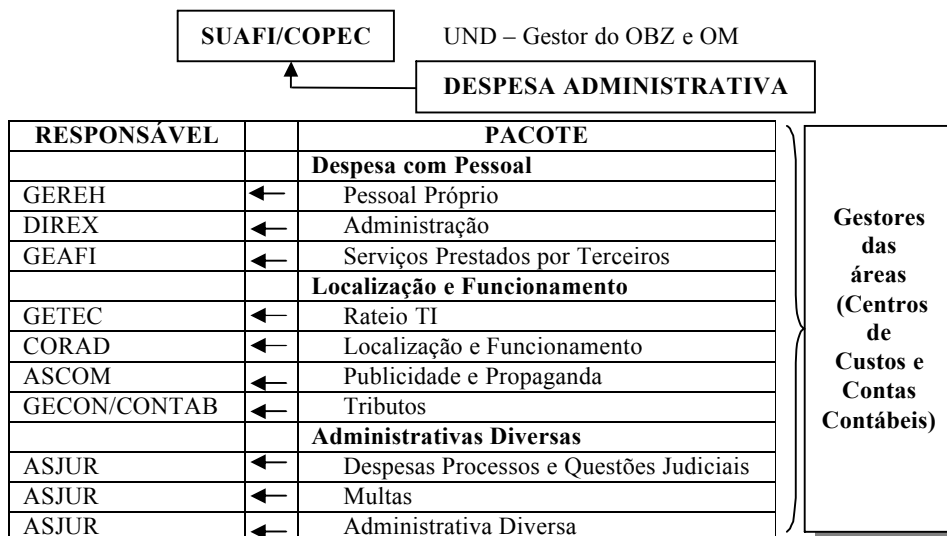 SUAFI/COPEC UND – Gestor do OBZ e OM
DESPESA ADMINISTRATIVA
RESPONSÁVEL PACOTE
Despesa com Pessoal
GEREH Pessoal Próprio
DIREX Administração
GEAFI Serviços Prestados por Terceiros
Localização e Funcionamento
GETEC Rateio TI
CORAD Localização e Funcionamento
ASCOM Publicidade e Propaganda
GECON/CONTAB Tributos
Administrativas Diversas
ASJUR Despesas Processos e Questões Judiciais
ASJUR Multas
ASJUR Administrativa Diversa
Gestores
das
áreas
(Centros
de
Custos e
Contas
Contábeis)